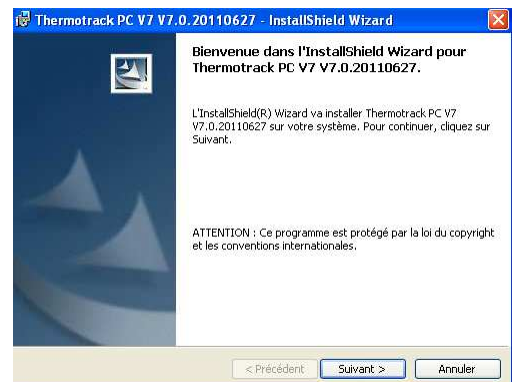 Thermotrack PC V7 V7.0.20110627 - InstallShield Wizard
Bienvenue dans l'InstallShield Wizard pour
Thermotrack PC V7 V7.0.20110627.
L'InstallShield(R) Wizard va installer Thermotrack PC V7
V7.0.20110627 sur votre système. Pour continuer, cliquez sur
Suivant.
ATTENTION : Ce programme est protégé par la loi du copyright
et les conventions internationales.
< Précédent
Suivant >
Annuler